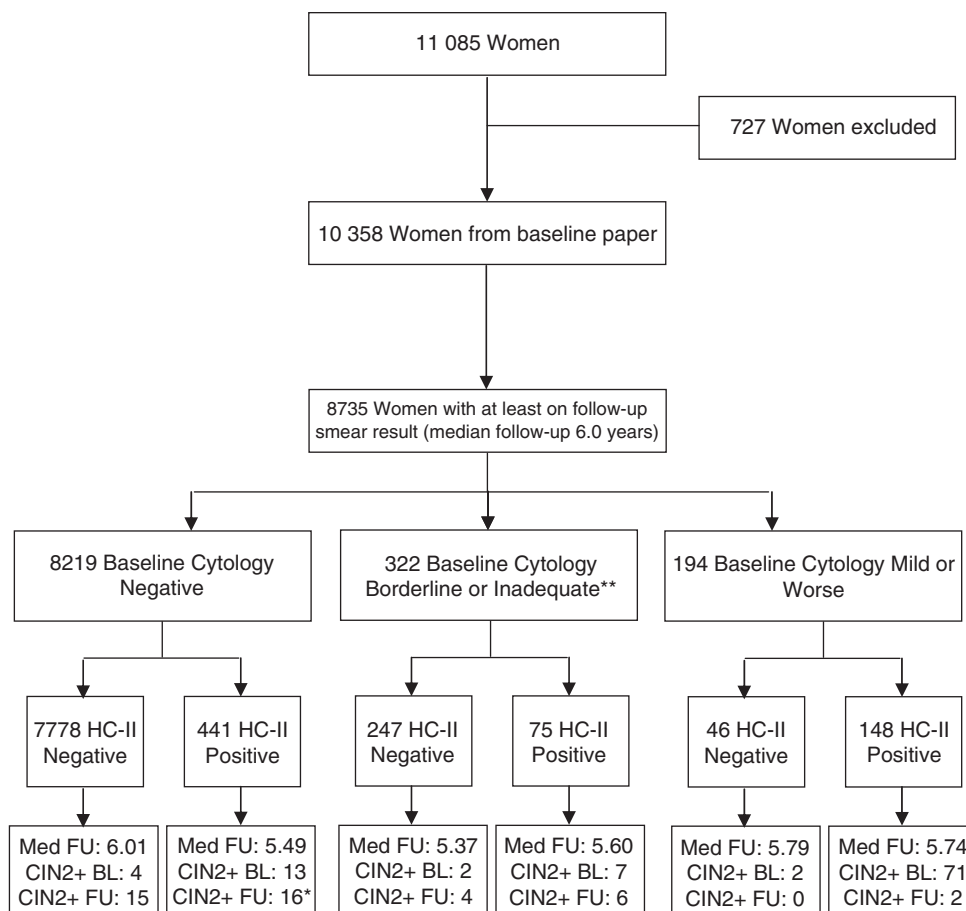 11 085 Women
727 Women excluded
10 358 Women from baseline paper
8735 Women with at least on follow-up
smear result (median follow-up 6.0 years)
8219 Baseline Cytology
Negative
322 Baseline Cytology
Borderline or Inadequate**
194 Baseline Cytology Mild or
Worse
7778 HC-II
Negative
441 HC-II
Positive
247 HC-II
Negative
75 HC-II
Positive
46 HC-II
Negative
148 HC-II
Positive
Med FU: 6.01
CIN2+ BL: 4
CIN2+ FU: 15
Med FU: 5.49
CIN2+ BL: 13
CIN2+ FU: 16*
Med FU: 5.37
CIN2+ BL: 2
CIN2+ FU: 4
Med FU: 5.60
CIN2+ BL: 7
CIN2+ FU: 6
Med FU: 5.79
CIN2+ BL: 2
CIN2+ FU: 0
Med FU: 5.74
CIN2+ BL: 71
CIN2+ FU: 2